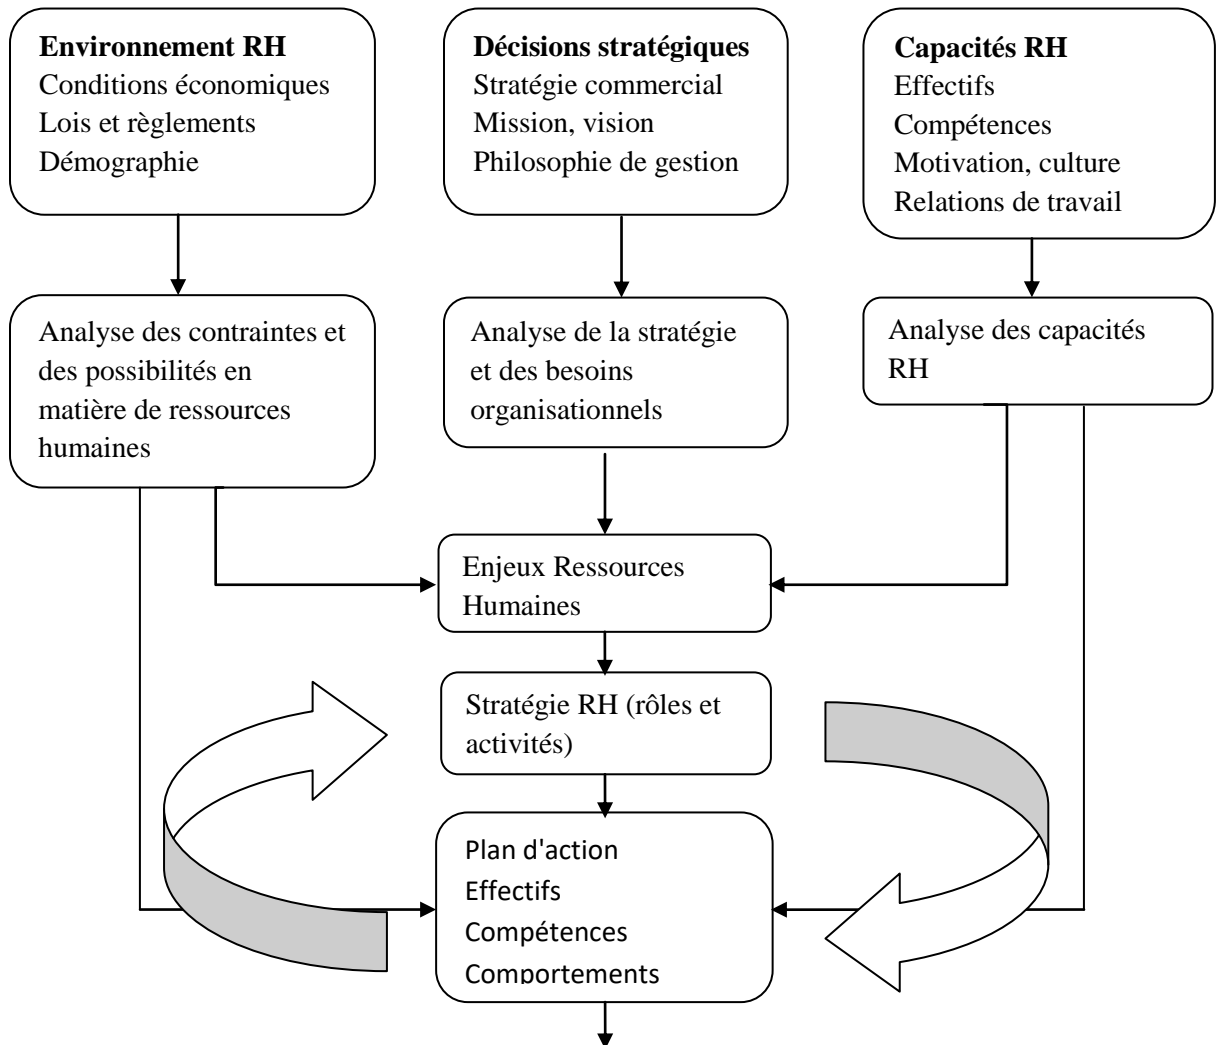 Environnement RH
Conditions économiques
Lois et règlements
Démographie
Décisions stratégiques
Stratégie commercial
Mission, vision
Philosophie de gestion
Capacités RH
Effectifs
Compétences
Motivation, culture
Relations de travail
Analyse des contraintes et
des possibilités en
matière de ressources
humaines
Analyse de la stratégie
et des besoins
organisationnels
Analyse des capacités
RH
Enjeux Ressources
Humaines
Stratégie RH (rôles et
activités)
Plan d'action
Effectifs
Compétences
Comportements